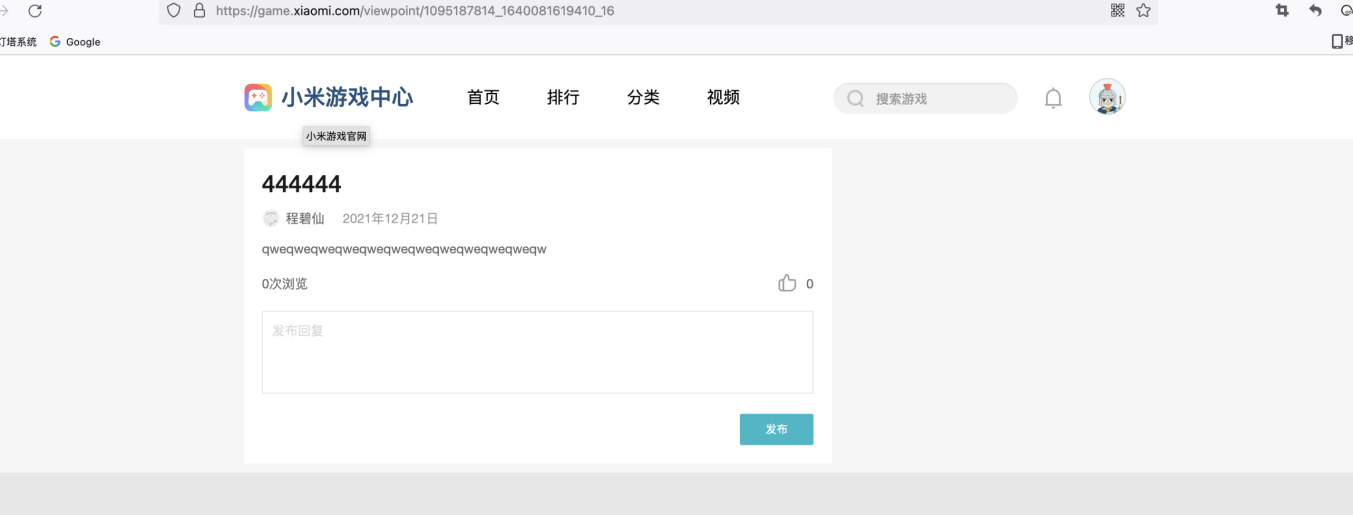 https://game.xiaomi.com/viewpoint/1095187814_1640081619410_16
灯塔系统 Google
小米游戏中心 首页 排行 分类 视频 搜索游戏
小米游戏官网
444444
程碧仙 2021年12月21日
qweqweqweqweqweqweqweqweqweqweqw
0次浏览 0
发布回复
发布